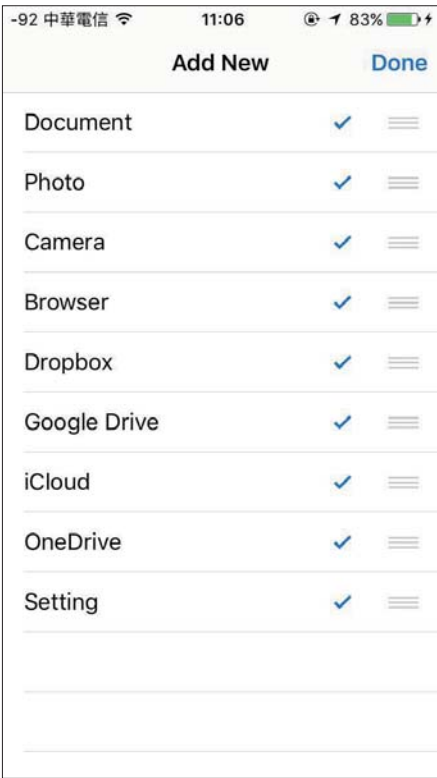 -92 中華電信 11:06 83%
Add New Done
Document
Photo
Camera
Browser
Dropbox
Google Drive
iCloud
OneDrive
Setting